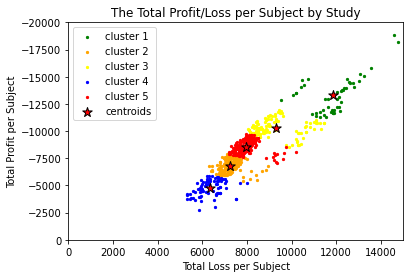 The Total Profit/Loss per Subject by Study
−20000
−17500
−15000
−12500
−10000
−7500
−5000
−2500
0
Total Profit per Subject
cluster 1
cluster 2
cluster 3
cluster 4
cluster 5
centroids
0 2000 4000 6000 8000 10000 12000 14000
Total Loss per Subject